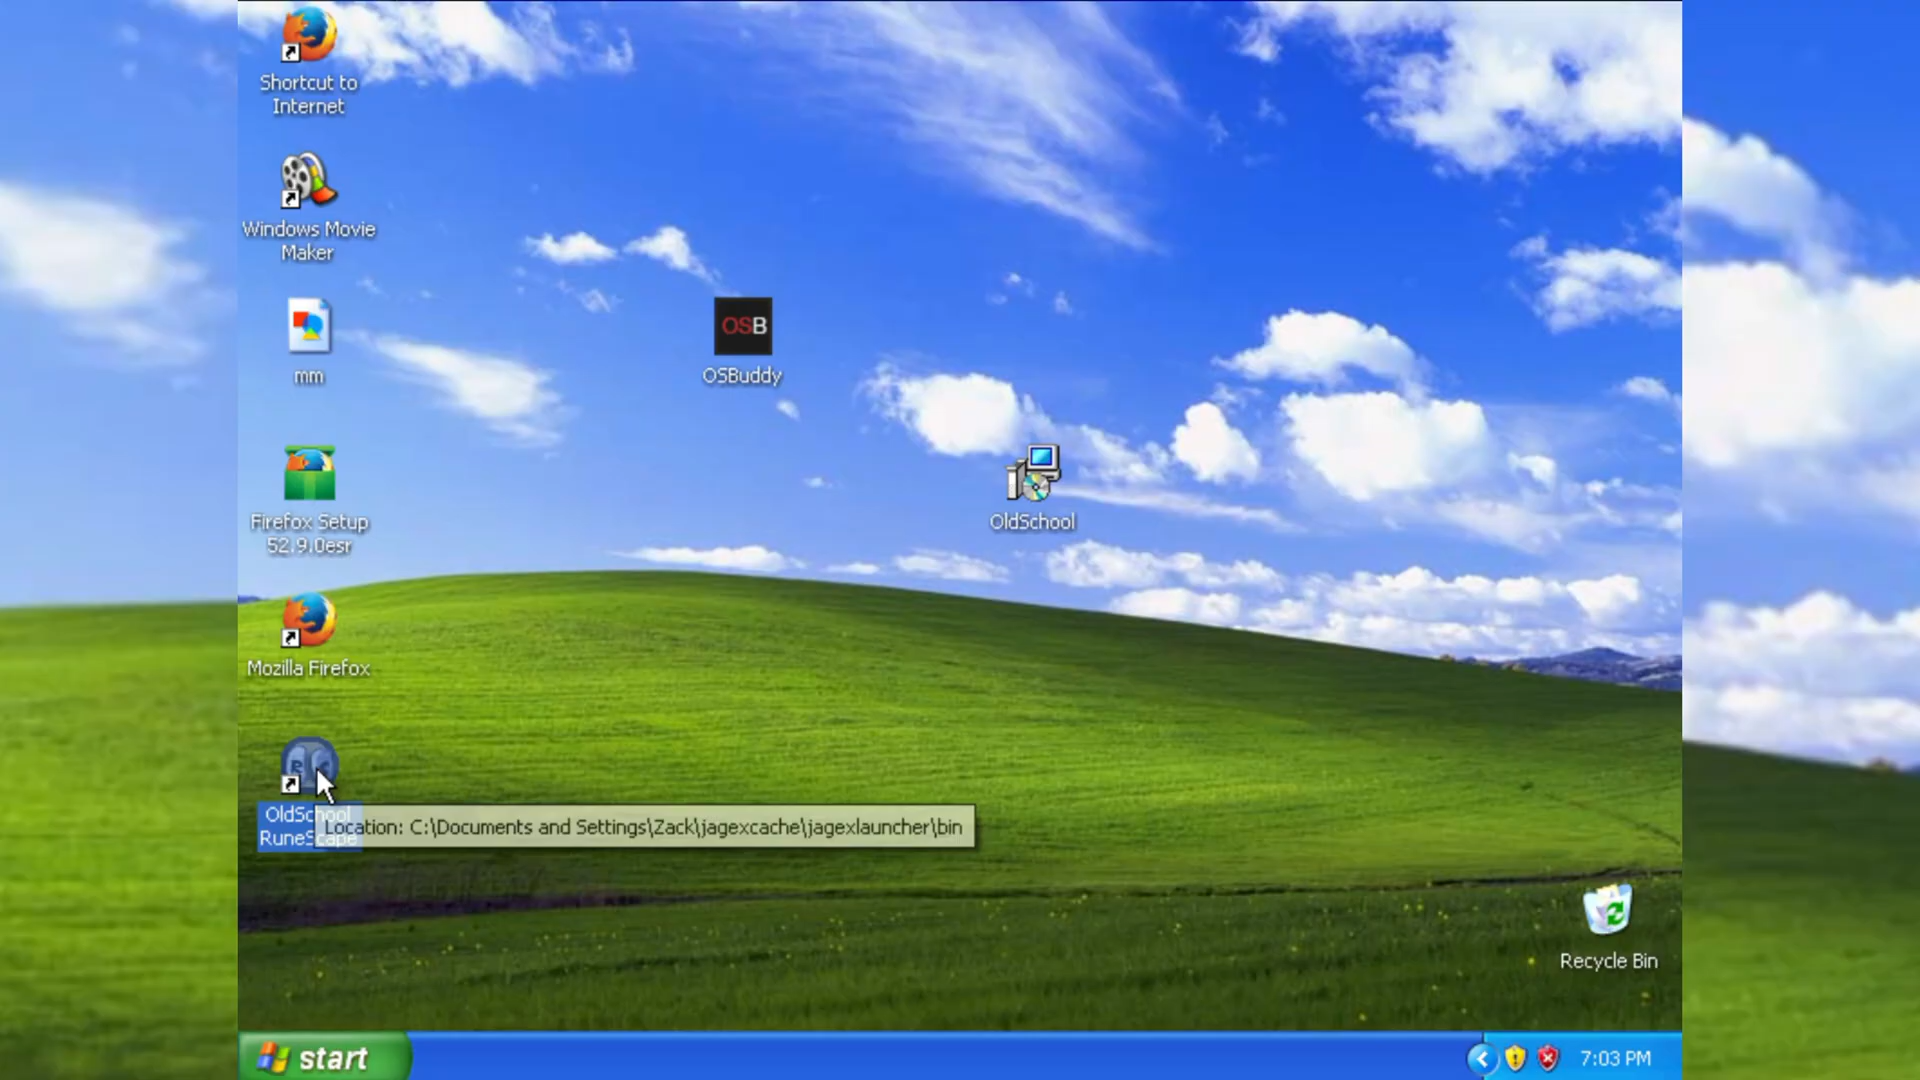 Shortcut to
Internet
Windows Movie
Maker
mm
OSB
OSBuddy
Firefox Setup
52.9.0esr
OldSchool
Mozilla Firefox
OldSchool
RuneScape
Location: C:\Documents and Settings\Zack\jagexcache\jagexlauncher\bin
Recycle Bin
start
7:03 PM